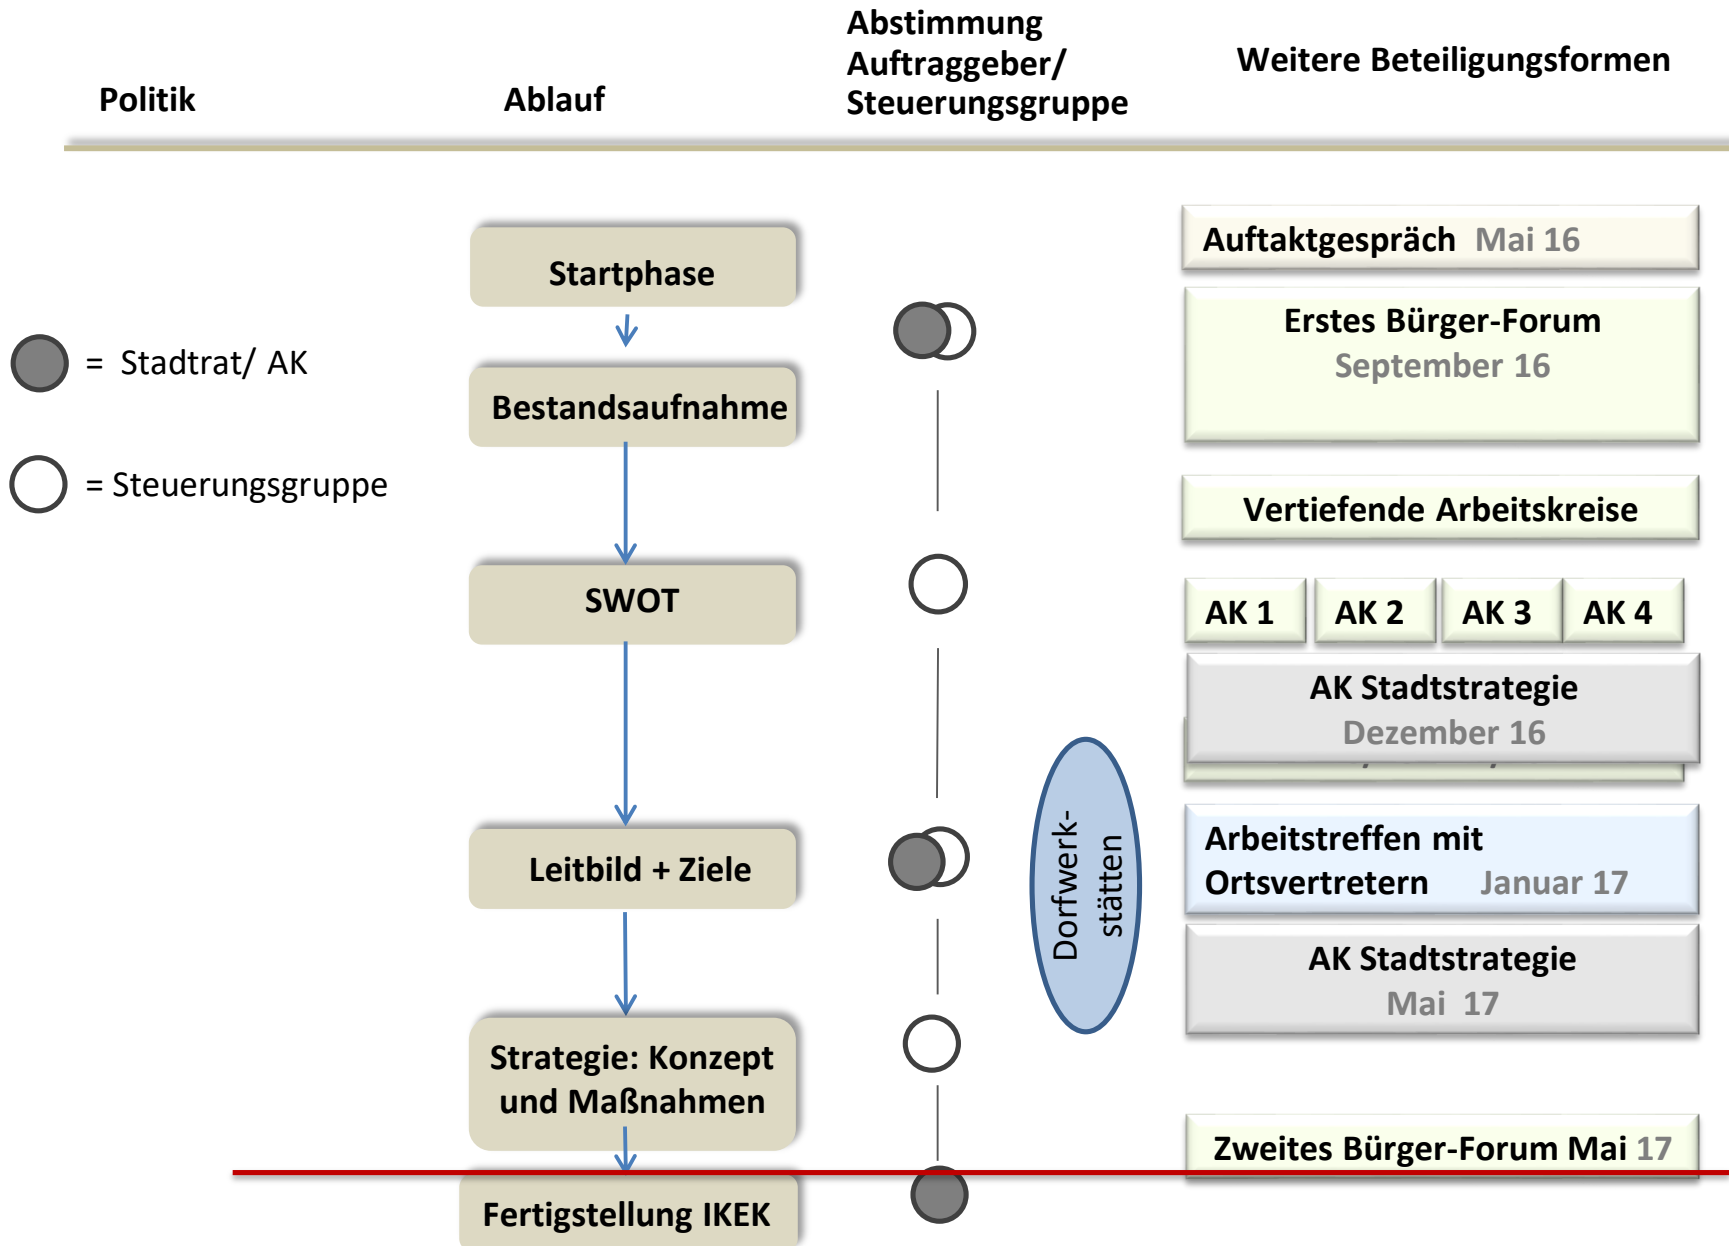 Politik
Ablauf
Abstimmung
Auftraggeber/
Steuerungsgruppe
Weitere Beteiligungsformen
= Stadtrat/ AK
= Steuerungsgruppe
Startphase
Bestandsaufnahme
SWOT
Leitbild + Ziele
Strategie: Konzept
und Maßnahmen
Fertigstellung IKEK
Dorfwerk-
stätten
Auftaktgespräch Mai 16
Erstes Bürger-Forum
September 16
Vertiefende Arbeitskreise
AK 1
AK 2
AK 3
AK 4
AK Stadtstrategie
Dezember 16
Arbeitstreffen mit
Ortsvertretern Januar 17
AK Stadtstrategie
Mai 17
Zweites Bürger-Forum Mai 17